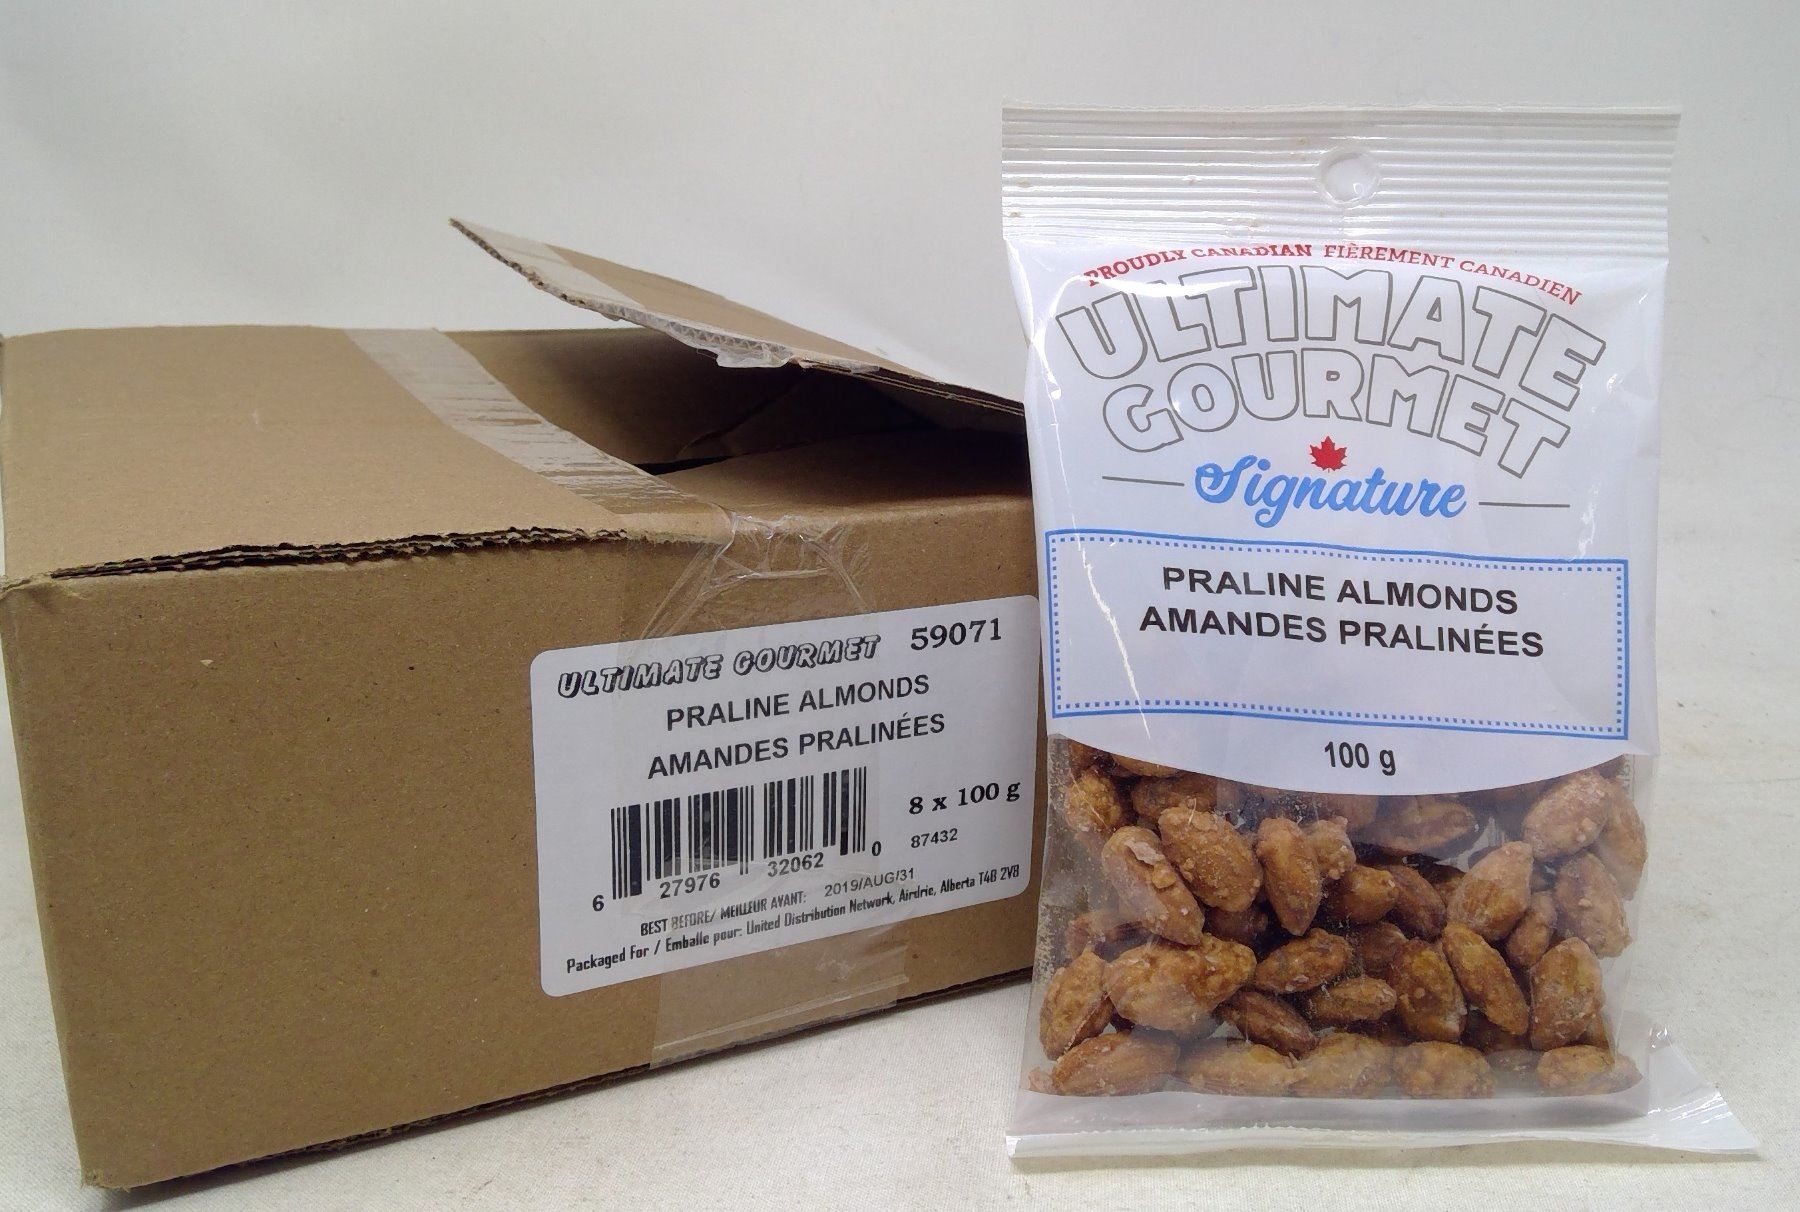 ULTIMATE GOURMET 59071
PRALINE ALMONDS
AMANDES PRALINÉES
8 x 100 g
87432
6 27976 32062 0
BEST BEFORE/ MEILLEUR AVANT: 2019/AUG/31
Packaged For / Emballe pour: United Distribution Network, Airdrie, Alberta T4B 2V8
PROUDLY CANADIAN FIÈREMENT CANADIEN
ULTIMATE
GOURMET
Signature
PRALINE ALMONDS
AMANDES PRALINÉES
100 g